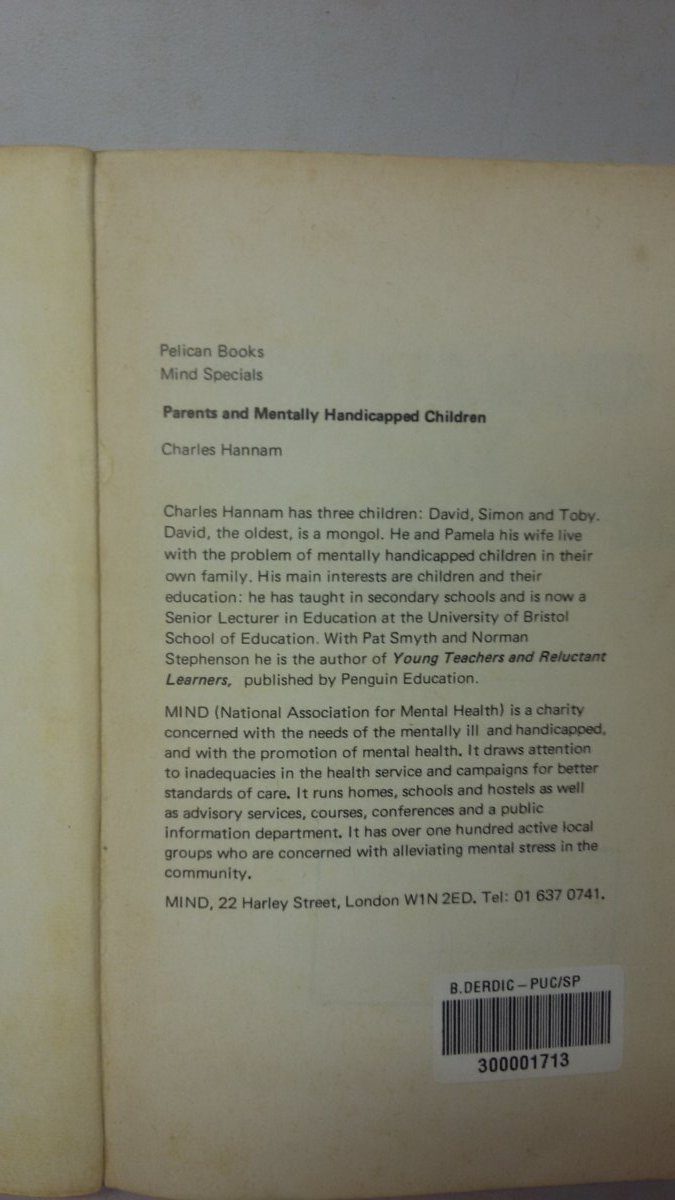 Pelican Books
Mind Specials
Parents and Mentally Handicapped Children
Charles Hannam
Charles Hannam has three children: David, Simon and Toby.
David, the oldest, is a mongol. He and Pamela his wife live
with the problem of mentally handicapped children in their
own family. His main interests are children and their
education: he has taught in secondary schools and is now a
Senior Lecturer in Education at the University of Bristol
School of Education. With Pat Smyth and Norman
Stephenson he is the author of Young Teachers and Reluctant
Learners, published by Penguin Education.
MIND (National Association for Mental Health) is a charity
concerned with the needs of the mentally ill and handicapped,
and with the promotion of mental health. It draws attention
to inadequacies in the health service and campaigns for better
standards of care. It runs homes, schools and hostels as well
as advisory services, courses, conferences and a public
information department. It has over one hundred active local
groups who are concerned with alleviating mental stress in the
community.
MIND, 22 Harley Street, London W1N 2ED. Tel: 01 637 0741.
B.DERDIC – PUC/SP
300001713